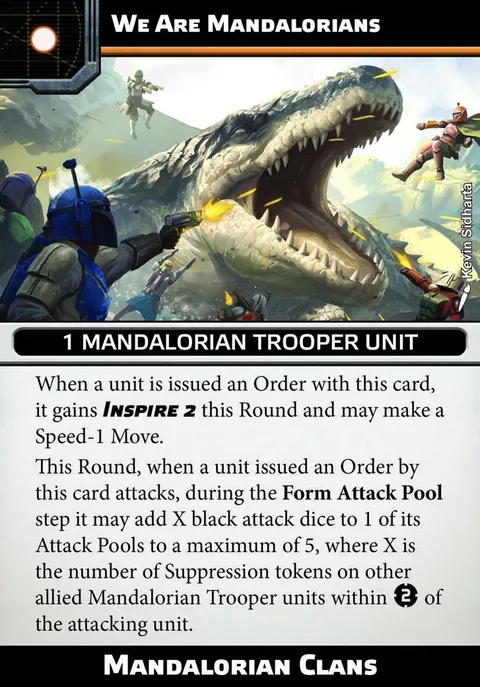 We Are Mandalorians
Kevin Sidharta
1 MANDALORIAN TROOPER UNIT
When a unit is issued an Order with this card,
it gains INSPIRE 2 this Round and may make a
Speed-1 Move.
This Round, when a unit issued an Order by
this card attacks, during the Form Attack Pool
step it may add X black attack dice to 1 of its
Attack Pools to a maximum of 5, where X is
the number of Suppression tokens on other
allied Mandalorian Trooper units within 2 of
the attacking unit.
Mandalorian Clans